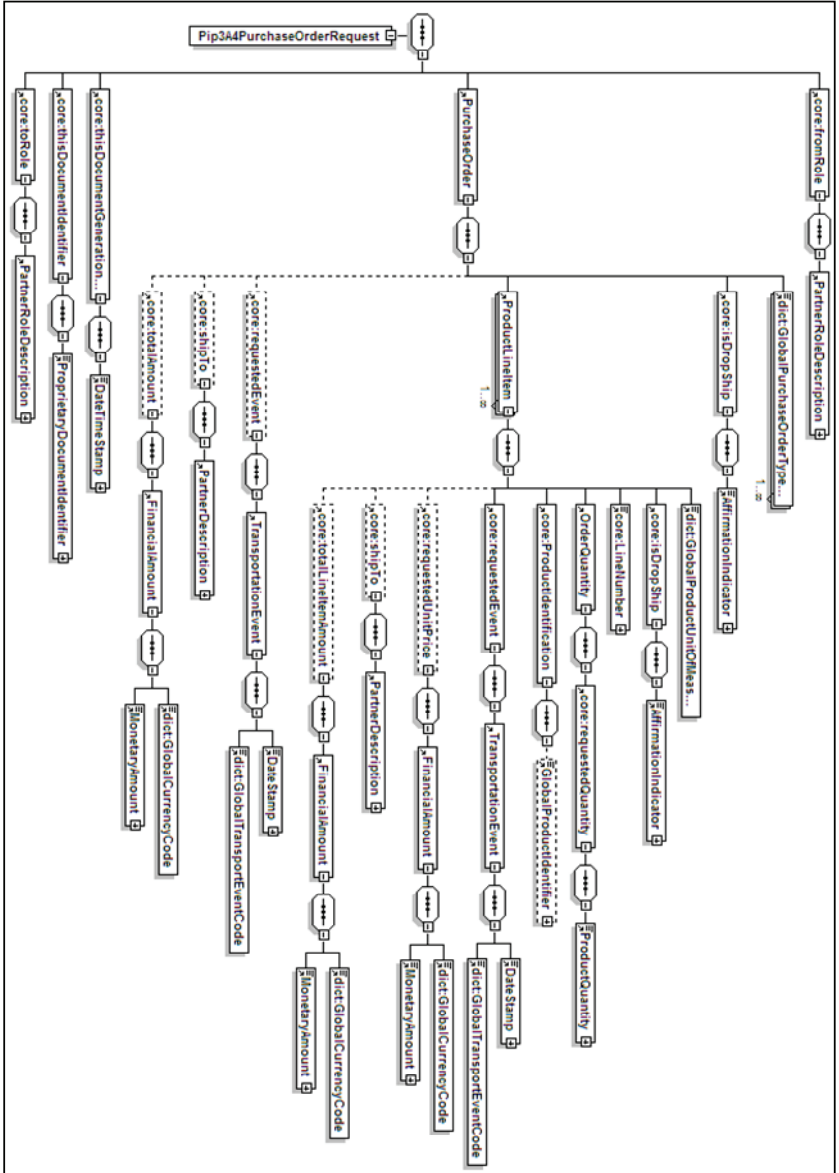 Pip3A4PurchaseOrderRequest
core:fromRole
PartnerRoleDescription
PurchaseOrder
dict:GlobalPurchaseOrderType...
1..∞
core:isDropShip
AffirmationIndicator
ProductLineItem
1..∞
dict:GlobalProductUnitOfMeas...
core:isDropShip
AffirmationIndicator
core:LineNumber
OrderQuantity
core:requestedQuantity
ProductQuantity
core:ProductIdentification
GlobalProductIdentifier
core:requestedEvent
TransportationEvent
DateStamp
dict:GlobalTransportEventCode
core:requestedUnitPrice
FinancialAmount
dict:GlobalCurrencyCode
MonetaryAmount
core:shipTo
PartnerDescription
core:totalLineItemAmount
FinancialAmount
dict:GlobalCurrencyCode
MonetaryAmount
core:requestedEvent
TransportationEvent
DateStamp
dict:GlobalTransportEventCode
core:shipTo
PartnerDescription
core:totalAmount
FinancialAmount
dict:GlobalCurrencyCode
MonetaryAmount
core:thisDocumentGeneration...
DateTimeStamp
core:thisDocumentIdentifier
ProprietaryDocumentIdentifier
core:toRole
PartnerRoleDescription